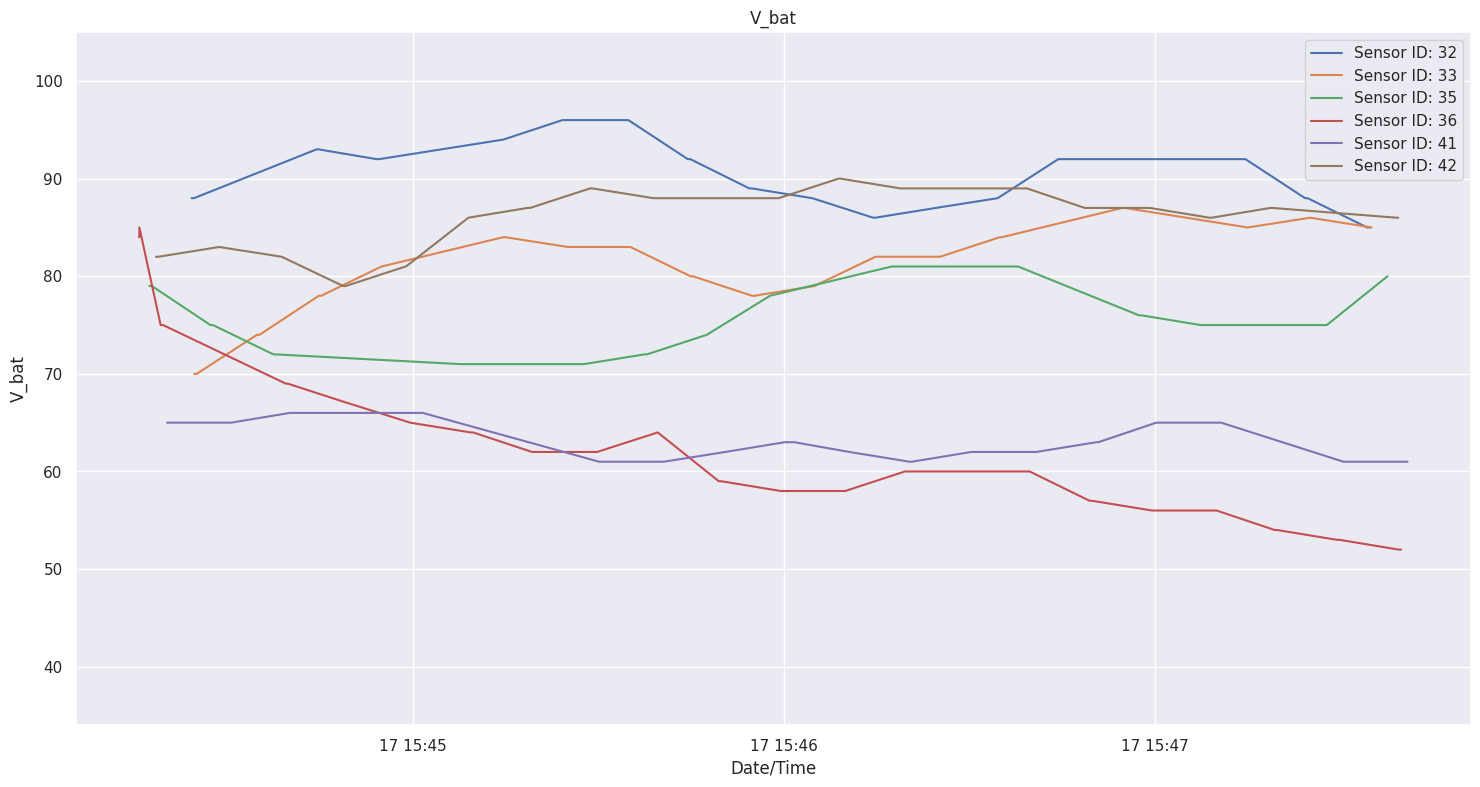 V_bat
Sensor ID: 32
Sensor ID: 33
Sensor ID: 35
Sensor ID: 36
Sensor ID: 41
Sensor ID: 42
V_bat
100
90
80
70
60
50
40
17 15:45
17 15:46
17 15:47
Date/Time